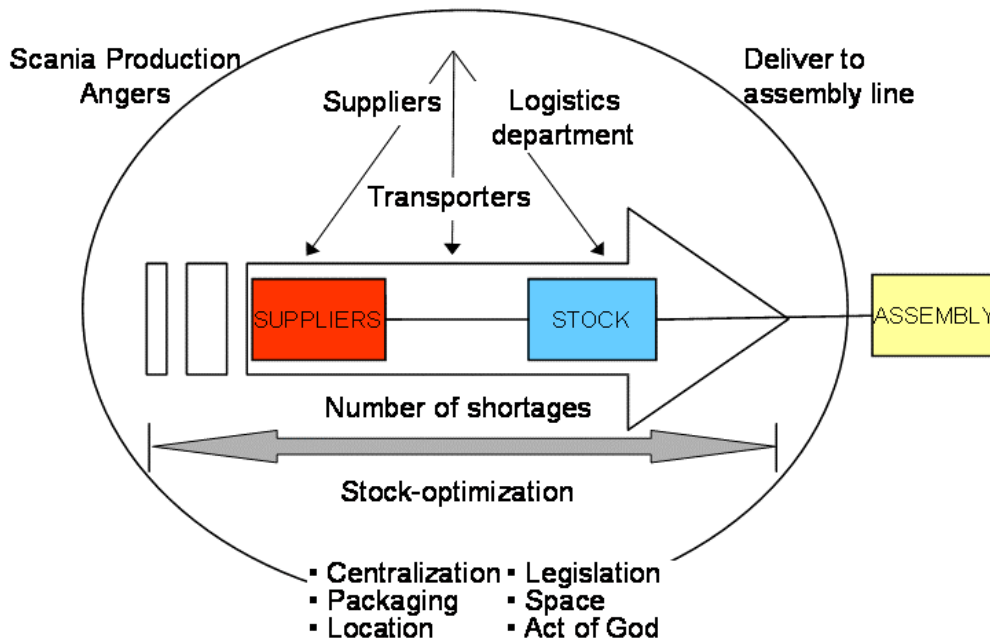 Scania Production
Angers
Deliver to
assembly line
Suppliers
Logistics
department
Transporters
SUPPLIERS
STOCK
ASSEMBLY
Number of shortages
Stock-optimization
▪ Centralization ▪ Legislation
▪ Packaging ▪ Space
▪ Location ▪ Act of God